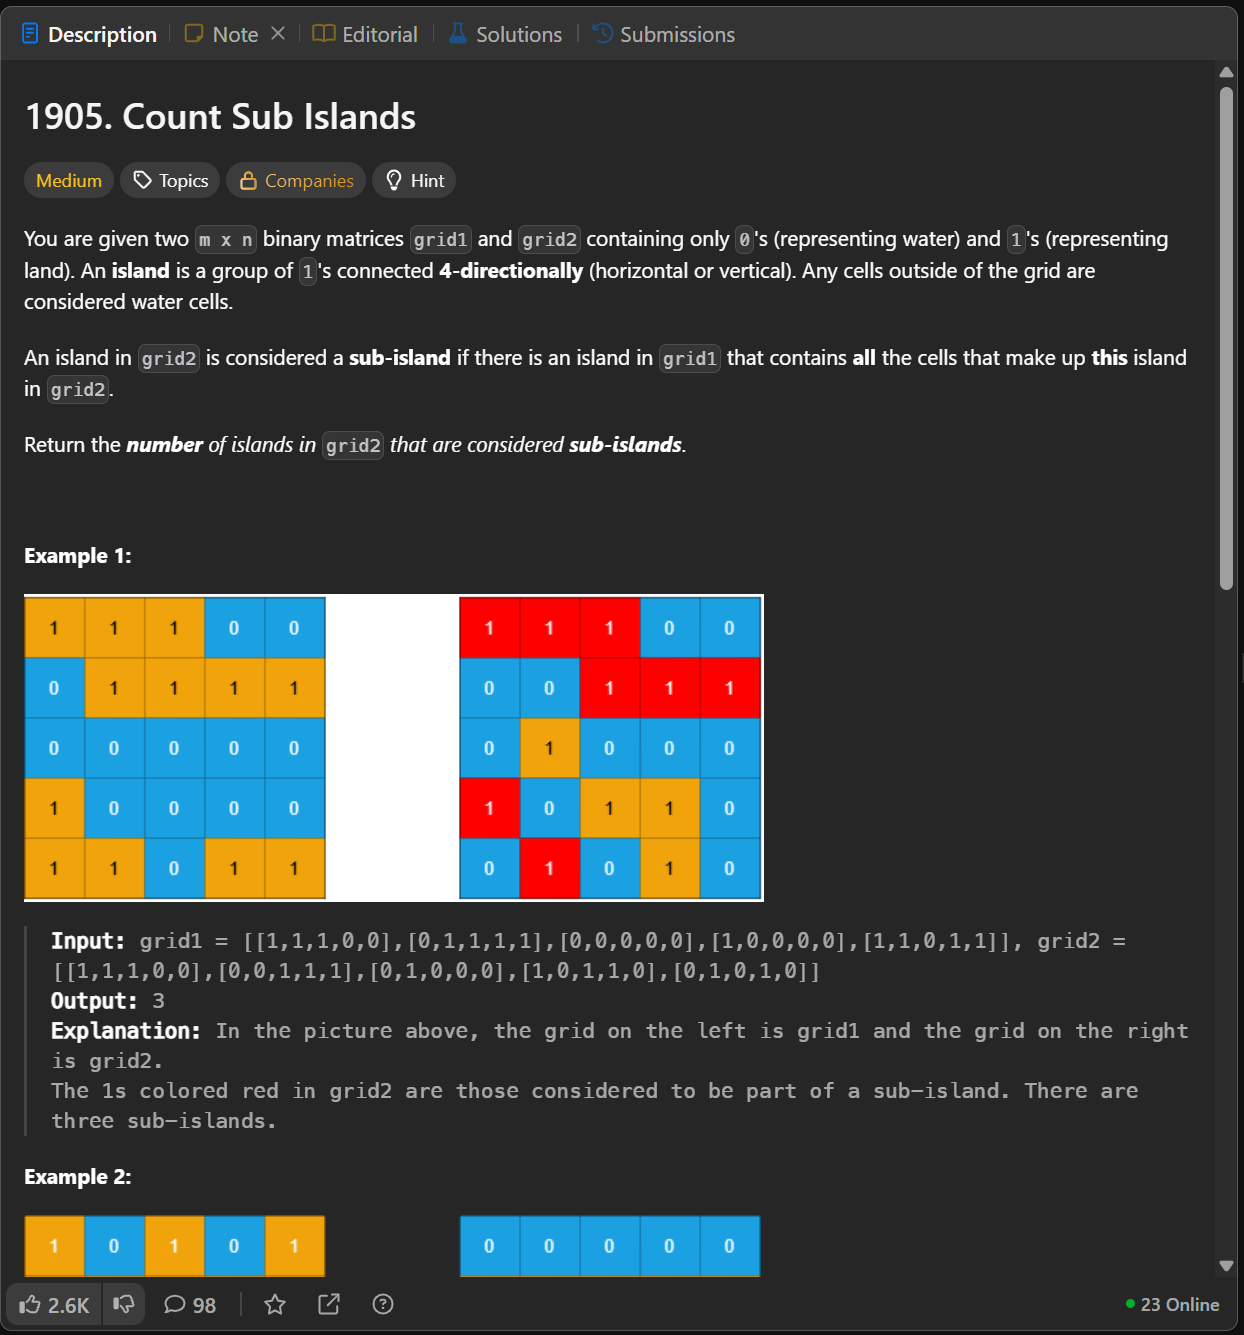 Description Note Editorial Solutions Submissions
1905. Count Sub Islands
Medium Topics Companies Hint
You are given two m x n binary matrices grid1 and grid2 containing only 0's (representing water) and 1's (representing
land). An island is a group of 1's connected 4-directionally (horizontal or vertical). Any cells outside of the grid are
considered water cells.
An island in grid2 is considered a sub-island if there is an island in grid1 that contains all the cells that make up this island
in grid2.
Return the number of islands in grid2 that are considered sub-islands.
Example 1:
1 1 1 0 0 1 1 1 0 0
0 1 1 1 1 0 0 1 1 1
0 0 0 0 0 0 1 0 0 0
1 0 0 0 0 1 0 1 1 0
1 1 0 1 1 0 1 0 1 0
Input: grid1 = [[1,1,1,0,0],[0,1,1,1,1],[0,0,0,0,0],[1,0,0,0,0],[1,1,0,1,1]], grid2 =
[[1,1,1,0,0],[0,0,1,1,1],[0,1,0,0,0],[1,0,1,1,0],[0,1,0,1,0]]
Output: 3
Explanation: In the picture above, the grid on the left is grid1 and the grid on the right
is grid2.
The 1s colored red in grid2 are those considered to be part of a sub-island. There are
three sub-islands.
Example 2:
1 0 1 0 1 0 0 0 0 0
2.6K 98 23 Online